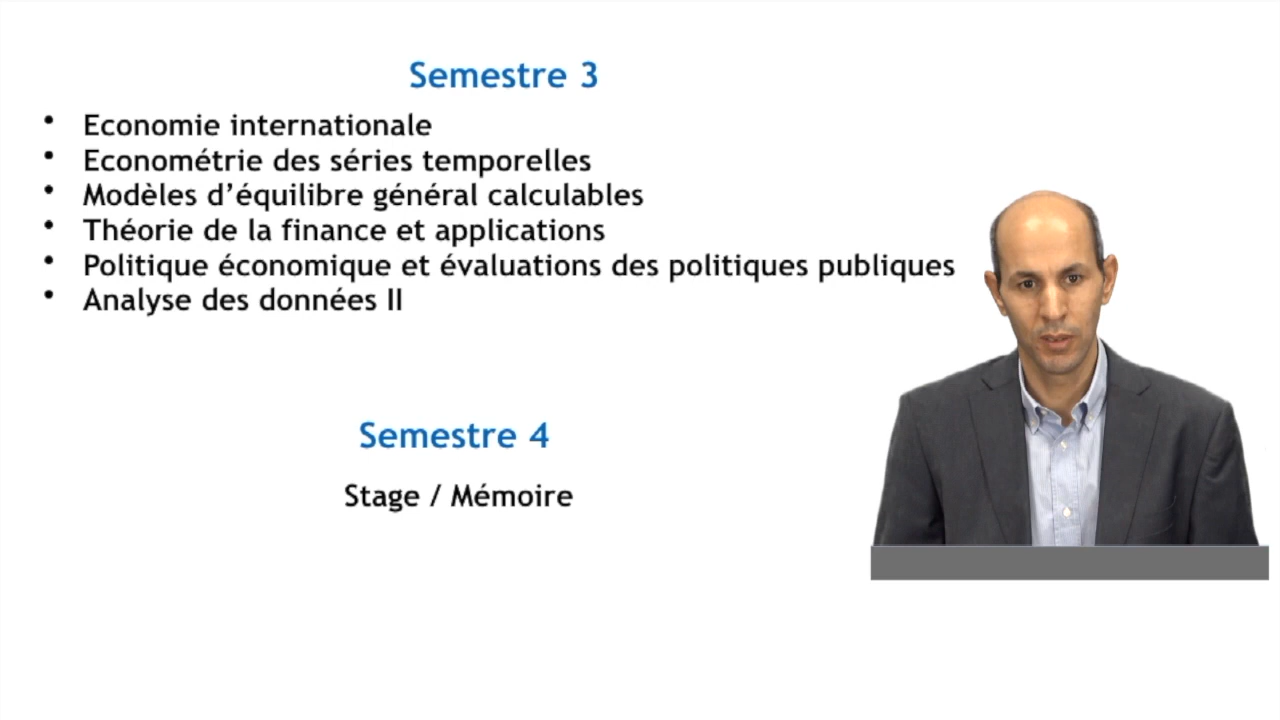 Semestre 3
• Economie internationale
• Econométrie des séries temporelles
• Modèles d’équilibre général calculables
• Théorie de la finance et applications
• Politique économique et évaluations des politiques publiques
• Analyse des données II
Semestre 4
Stage / Mémoire